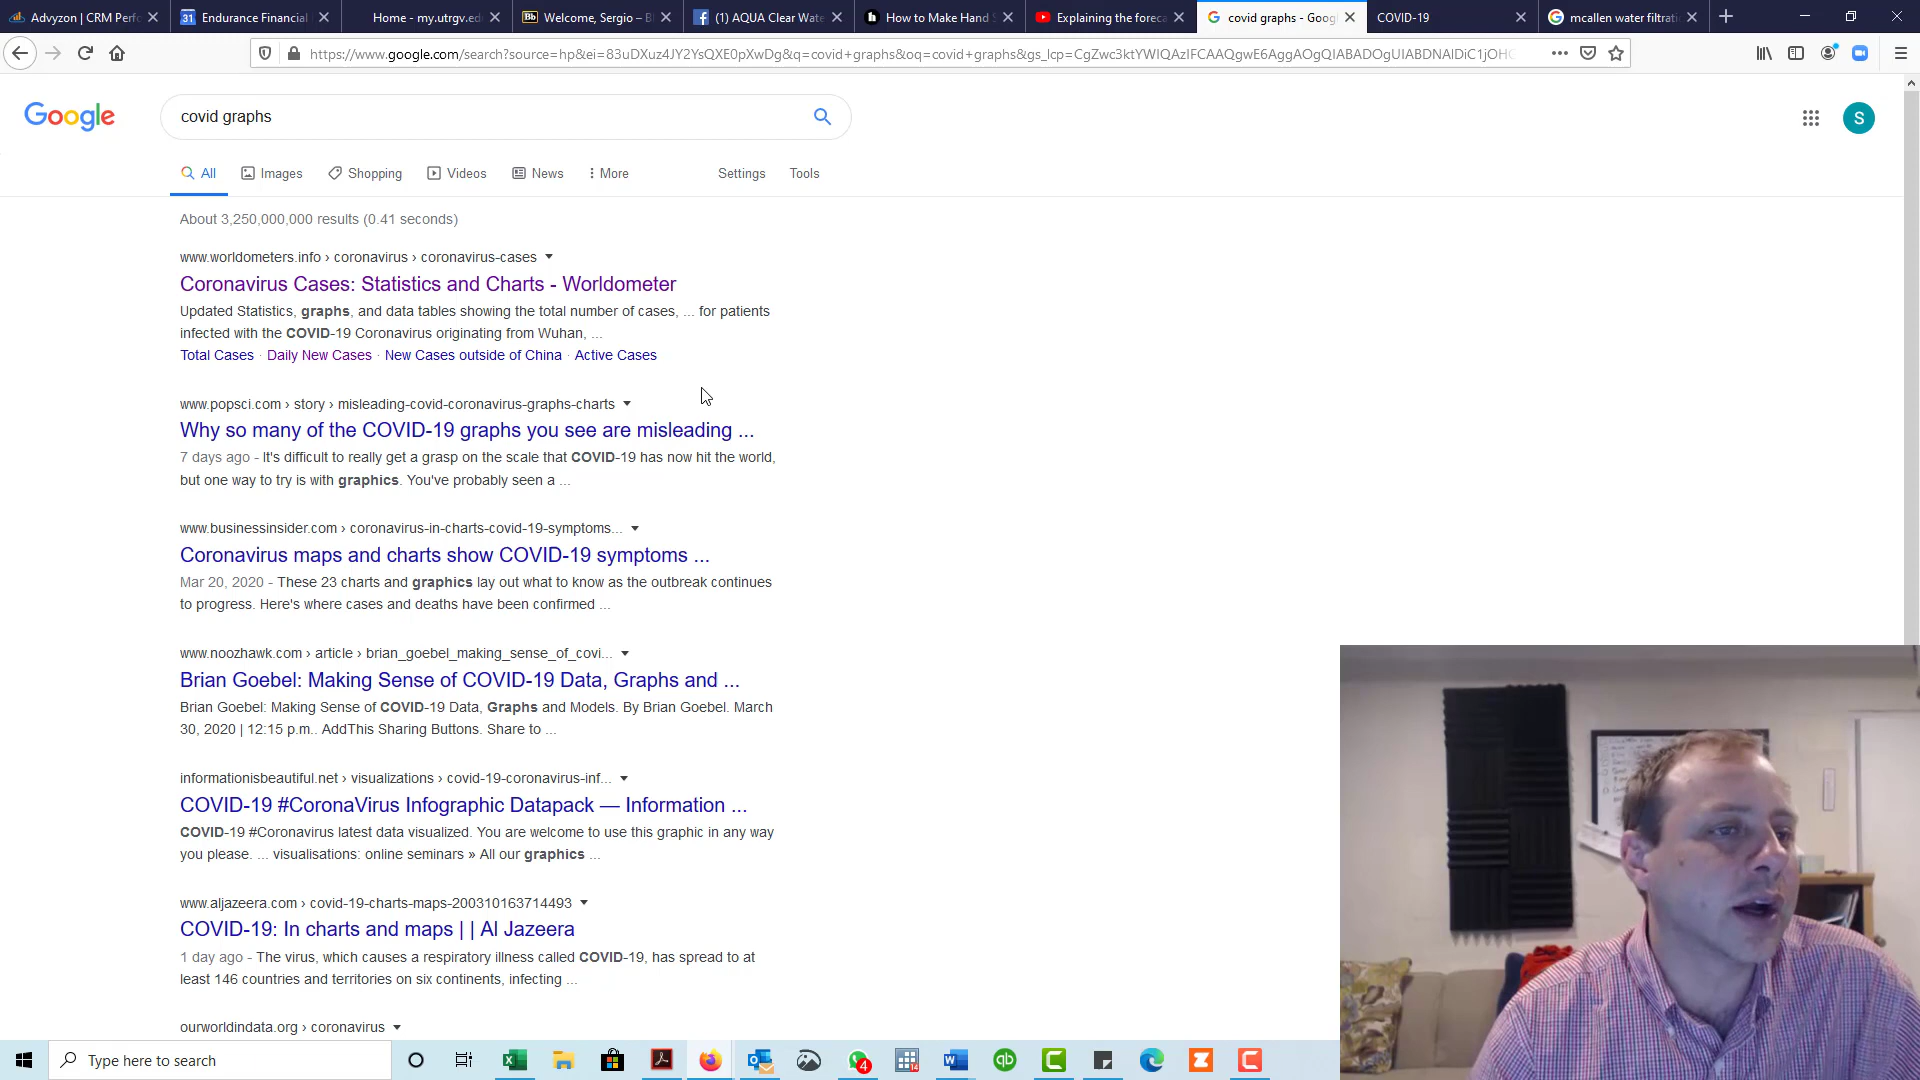 Advyzon | CRM Perfo
Endurance Financial
Home - my.utrgv.ed
Bb Welcome, Sergio – B
(1) AQUA Clear Wate
How to Make Hand S
Explaining the foreca
covid graphs - Googl
COVID-19
mcallen water filtrati
https://www.google.com/search?source=hp&ei=83uDXuz4JY2YsQXE0pXwDg&q=covid+graphs&oq=covid+graphs&gs_lcp=CgZwc3ktYWIQAzIFCAAQgwE6AggAOgQIABADOgUIABDNAlDiC1jOHC
Google
covid graphs
S
All
Images
Shopping
Videos
News
More
Settings
Tools
About 3,250,000,000 results (0.41 seconds)
www.worldometers.info › coronavirus › coronavirus-cases
Coronavirus Cases: Statistics and Charts - Worldometer
Updated Statistics, graphs, and data tables showing the total number of cases, ... for patients
infected with the COVID-19 Coronavirus originating from Wuhan, ...
Total Cases · Daily New Cases · New Cases outside of China · Active Cases
www.popsci.com › story › misleading-covid-coronavirus-graphs-charts
Why so many of the COVID-19 graphs you see are misleading ...
7 days ago - It's difficult to really get a grasp on the scale that COVID-19 has now hit the world,
but one way to try is with graphics. You've probably seen a ...
www.businessinsider.com › coronavirus-in-charts-covid-19-symptoms...
Coronavirus maps and charts show COVID-19 symptoms ...
Mar 20, 2020 - These 23 charts and graphics lay out what to know as the outbreak continues
to progress. Here's where cases and deaths have been confirmed ...
www.noozhawk.com › article › brian_goebel_making_sense_of_covi...
Brian Goebel: Making Sense of COVID-19 Data, Graphs and ...
Brian Goebel: Making Sense of COVID-19 Data, Graphs and Models. By Brian Goebel. March
30, 2020 | 12:15 p.m.. AddThis Sharing Buttons. Share to ...
informationisbeautiful.net › visualizations › covid-19-coronavirus-inf...
COVID-19 #CoronaVirus Infographic Datapack — Information ...
COVID-19 #Coronavirus latest data visualized. You are welcome to use this graphic in any way
you please. ... visualisations: online seminars » All our graphics ...
www.aljazeera.com › covid-19-charts-maps-200310163714493
COVID-19: In charts and maps | | Al Jazeera
1 day ago - The virus, which causes a respiratory illness called COVID-19, has spread to at
least 146 countries and territories on six continents, infecting ...
ourworldindata.org › coronavirus
Type here to search